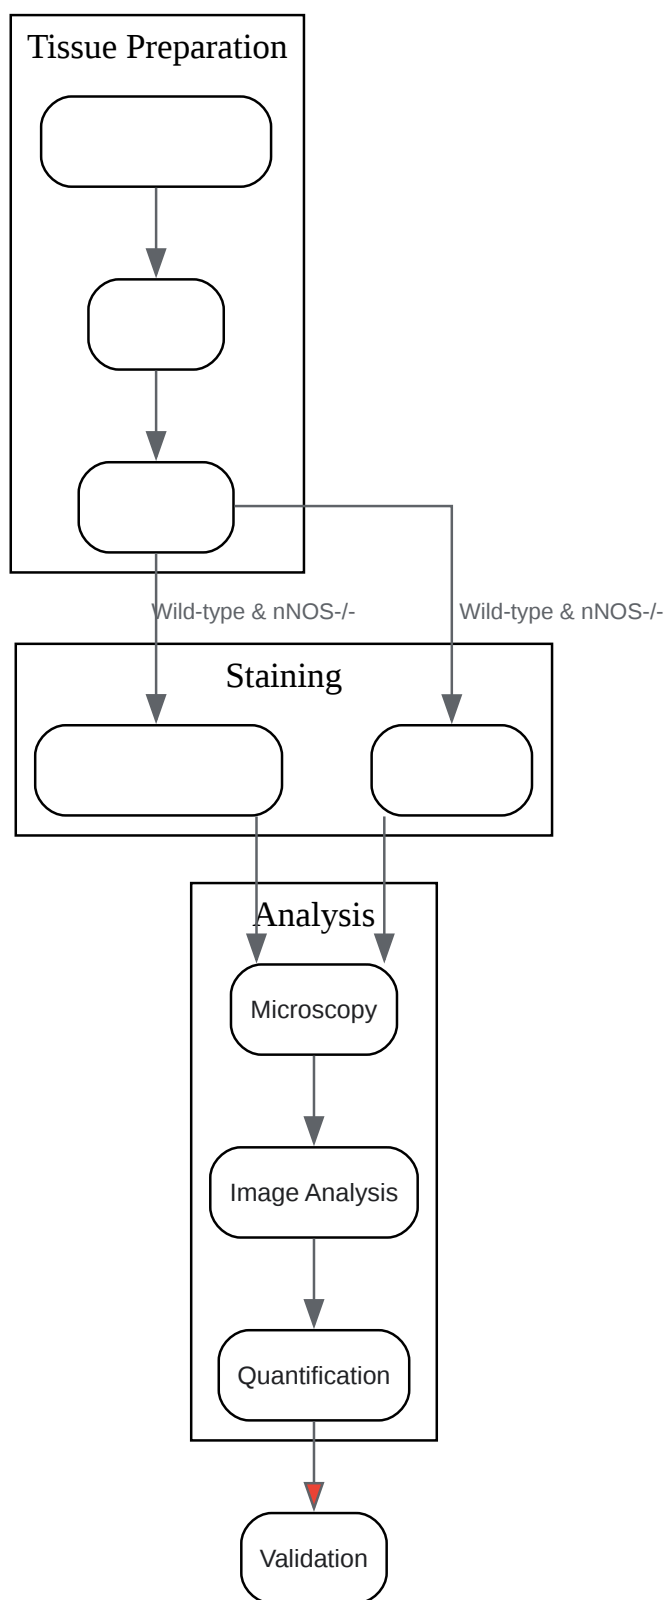 Tissue Preparation
Wild-type & nNOS-/-
Wild-type & nNOS-/-
Staining
Analysis
Microscopy
Image Analysis
Quantification
Validation